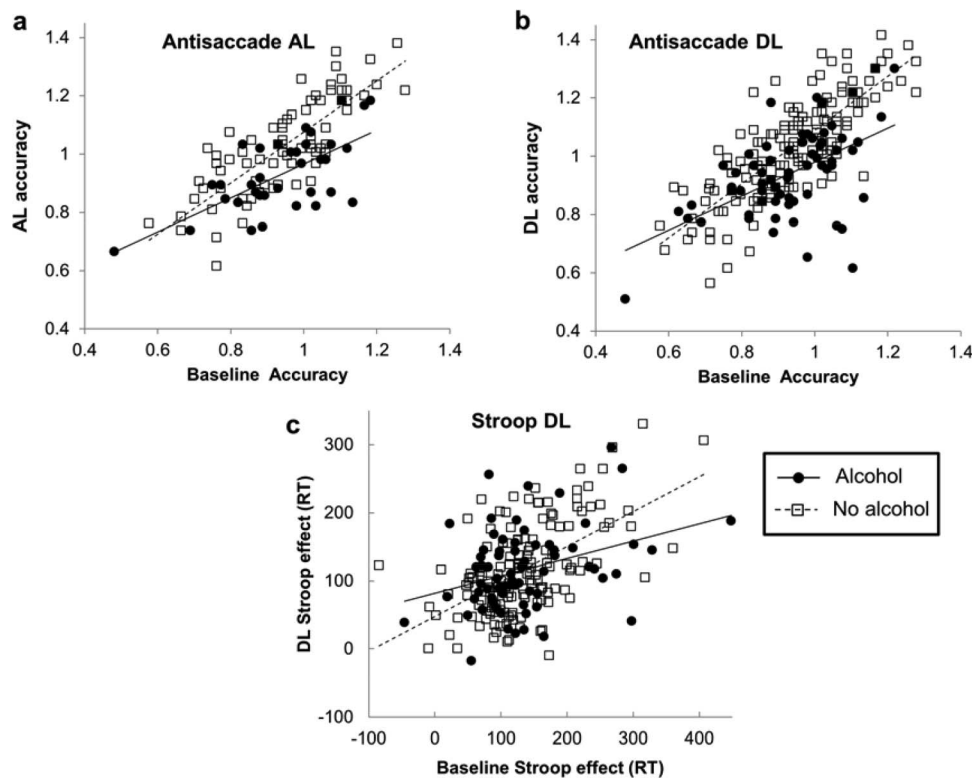 a
Antisaccade AL
1.4
1.2
1
0.8
0.6
0.4
AL accuracy
0.4
0.6
0.8
1
1.2
1.4
Baseline Accuracy
b
Antisaccade DL
1.4
1.2
1
0.8
0.6
0.4
DL accuracy
0.4
0.6
0.8
1
1.2
1.4
Baseline Accuracy
c
Stroop DL
300
200
100
0
-100
DL Stroop effect (RT)
-100
0
100
200
300
400
Baseline Stroop effect (RT)
Alcohol
No alcohol